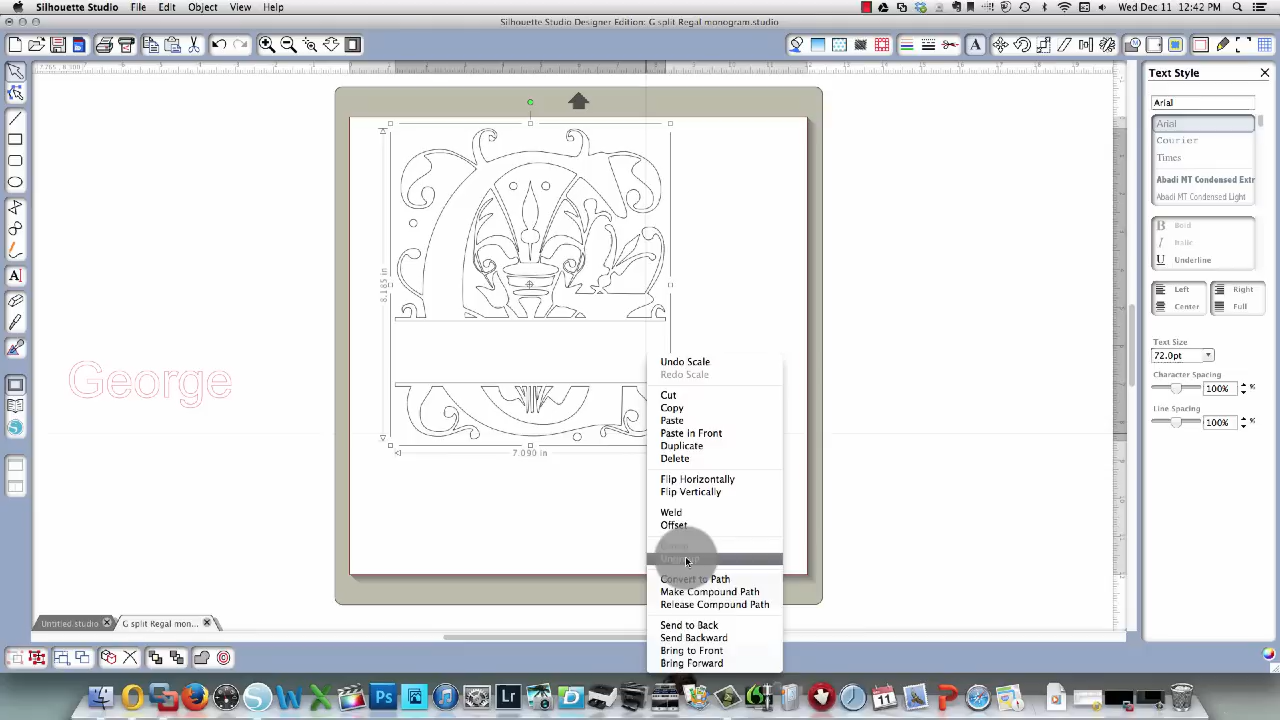 Silhouette Studio File Edit Object View Help Wed Dec 11 12:42 PM
Silhouette Studio Designer Edition: G split Regal monogram.studio
Text Style
Arial
Arial
Courier
Times
Abadi MT Condensed Extr
Abadi MT Condensed Light
B Bold
I Italic
U Underline
Left Right
Center Full
Text Size
72.0pt
Character Spacing
100% %
Line Spacing
100% %
George
8.185 in
7.090 in
Undo Scale
Redo Scale
Cut
Copy
Paste
Paste in Front
Duplicate
Delete
Flip Horizontally
Flip Vertically
Weld
Offset
Convert to Path
Make Compound Path
Release Compound Path
Send to Back
Send Backward
Bring to Front
Bring Forward
Untitled studio G split Regal mon...